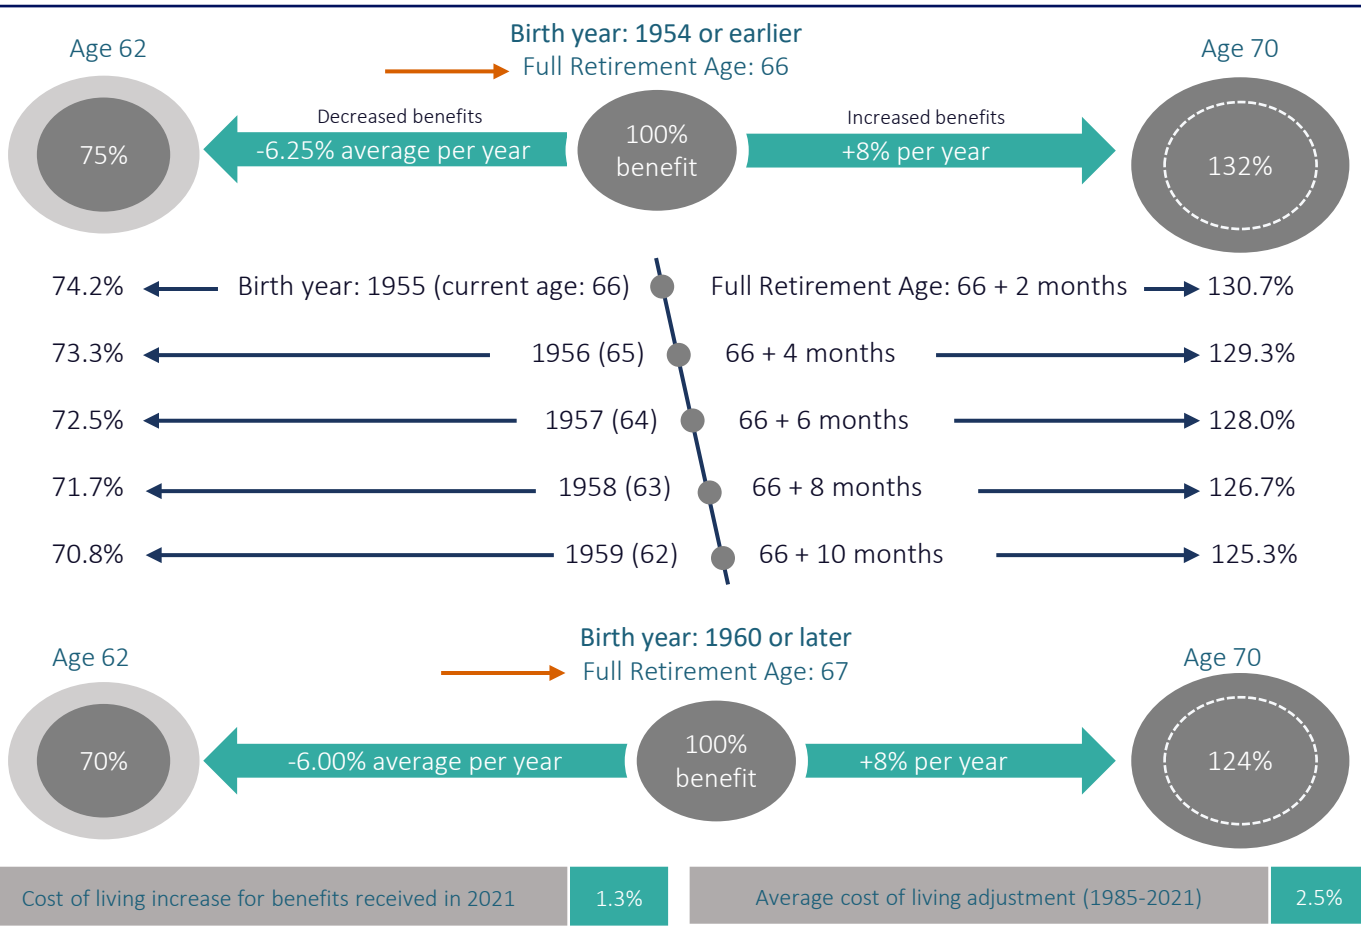 Birth year: 1954 or earlier
Age 62
Full Retirement Age: 66
Age 70
Decreased benefits
Increased benefits
75%
-6.25% average per year
100%
benefit
+8% per year
132%
74.2%
Birth year: 1955 (current age: 66)
Full Retirement Age: 66 + 2 months
130.7%
73.3%
1956 (65)
66 + 4 months
129.3%
72.5%
1957 (64)
66 + 6 months
128.0%
71.7%
1958 (63)
66 + 8 months
126.7%
70.8%
1959 (62)
66 + 10 months
125.3%
Birth year: 1960 or later
Age 62
Full Retirement Age: 67
Age 70
70%
-6.00% average per year
100%
benefit
+8% per year
124%
Cost of living increase for benefits received in 2021
1.3%
Average cost of living adjustment (1985-2021)
2.5%